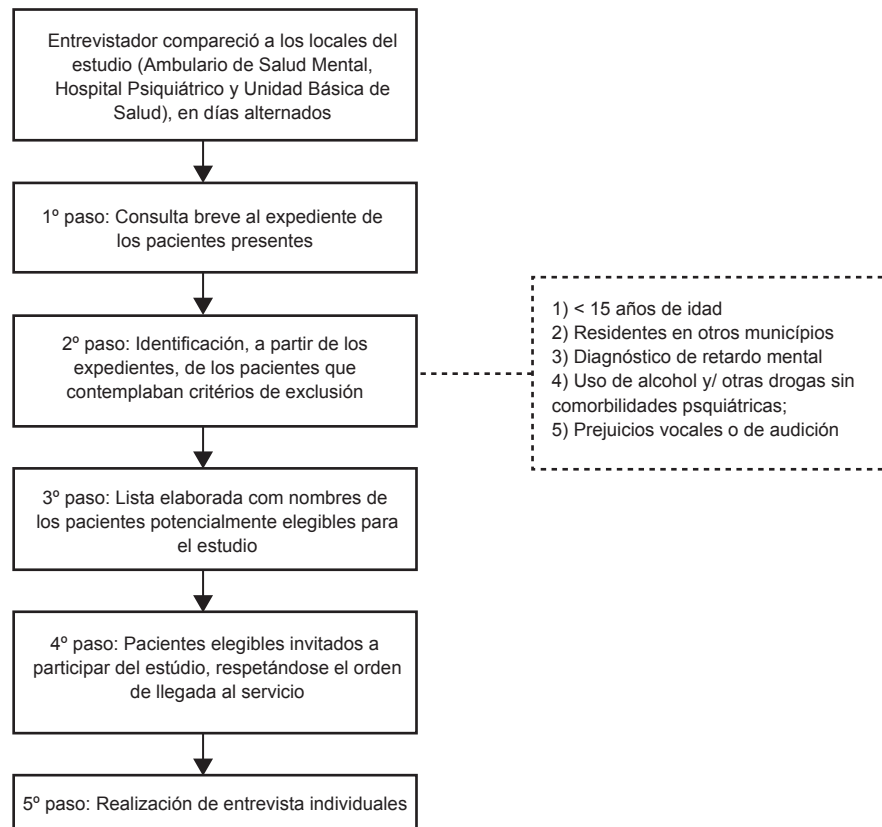 Entrevistador compareció a los locales del
estudio (Ambulario de Salud Mental,
Hospital Psiquiátrico y Unidad Básica de
Salud), en días alternados
1º paso: Consulta breve al expediente de
los pacientes presentes
2º paso: Identificación, a partir de los
expedientes, de los pacientes que
contemplaban critérios de exclusión
1) < 15 años de idad
2) Residentes en otros municípios
3) Diagnóstico de retardo mental
4) Uso de alcohol y/ otras drogas sin
comorbilidades psquiátricas;
5) Prejuicios vocales o de audición
3º paso: Lista elaborada com nombres de
los pacientes potencialmente elegibles para
el estudio
4º paso: Pacientes elegibles invitados a
participar del estúdio, respetándose el orden
de llegada al servicio
5º paso: Realización de entrevista individuales